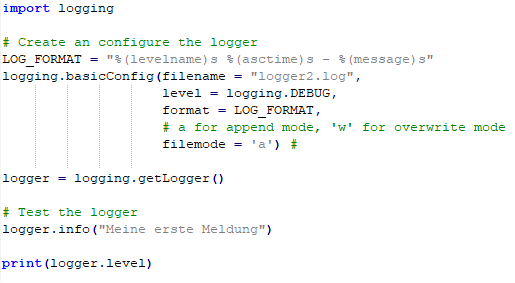 import logging
# Create an configure the logger
LOG_FORMAT = "%(levelname)s %(asctime)s - %(message)s"
logging.basicConfig(filename = "logger2.log",
                    level = logging.DEBUG,
                    format = LOG_FORMAT,
                    # a for append mode, 'w' for overwrite mode
                    filemode = 'a') #
logger = logging.getLogger()
# Test the logger
logger.info("Meine erste Meldung")
print(logger.level)